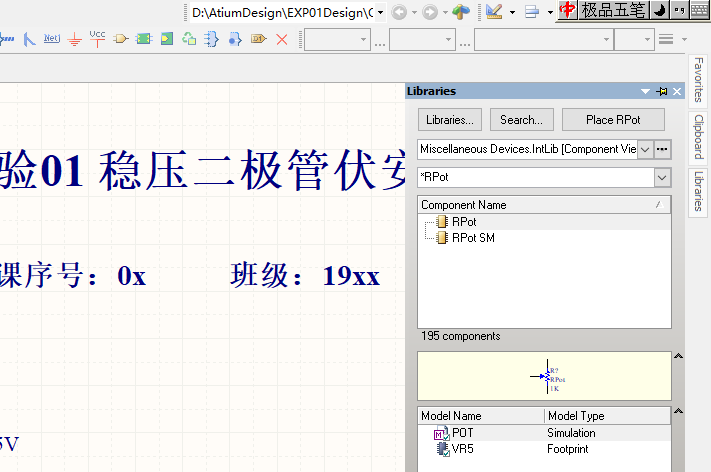 D:\AtiumDesign\EXP01Design\
极品五笔
Net
Vcc
Libraries
Favorites
Clipboard
Libraries
Libraries...
Search...
Place RPot
Miscellaneous Devices.IntLib [Component Vie
*RPot
Component Name
RPot
RPot SM
195 components
R?
RPot
1K
Model Name
Model Type
POT
Simulation
VR5
Footprint
验01 稳压二极管伏安
课序号：0x
班级：19xx
5V